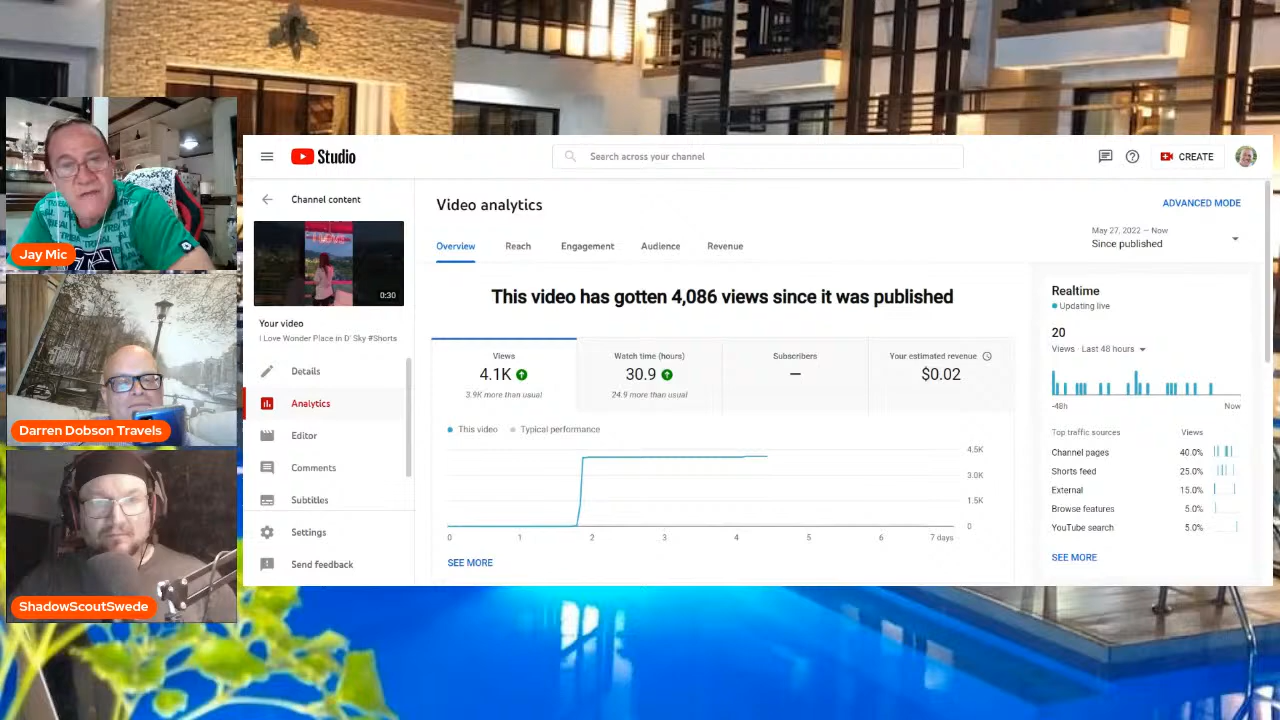 Jay Mic
Darren Dobson Travels
ShadowScoutSwede
Studio
Search across your channel
CREATE
Channel content
0:30
Your video
I Love Wonder Place in D' Sky #Shorts
Details
Analytics
Editor
Comments
Subtitles
Settings
Send feedback
Video analytics
ADVANCED MODE
Overview
Reach
Engagement
Audience
Revenue
May 27, 2022 — Now
Since published
This video has gotten 4,086 views since it was published
Views
4.1K
3.9K more than usual
Watch time (hours)
30.9
24.9 more than usual
Subscribers
—
Your estimated revenue
$0.02
This video
Typical performance
4.5K
3.0K
1.5K
0
0 1 2 3 4 5 6 7 days
SEE MORE
Realtime
Updating live
20
Views · Last 48 hours
-48h Now
Top traffic sources Views
Channel pages 40.0%
Shorts feed 25.0%
External 15.0%
Browse features 5.0%
YouTube search 5.0%
SEE MORE